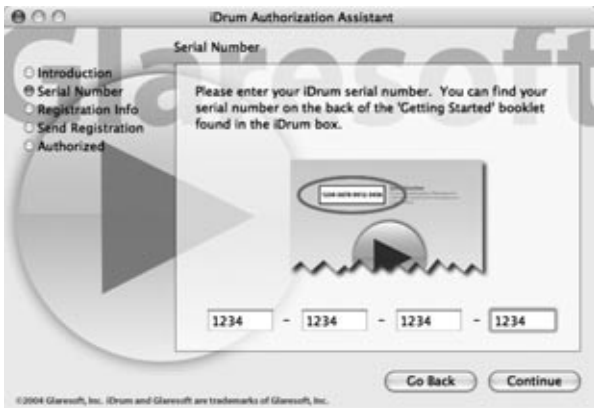 iDrum Authorization Assistant
Glaresoft
Serial Number
Introduction
Serial Number
Registration Info
Send Registration
Authorized
Please enter your iDrum serial number. You can find your
serial number on the back of the 'Getting Started' booklet
found in the iDrum box.
1234 - 1234 - 1234 - 1234
Go Back Continue
©2004 Glaresoft, Inc. iDrum and Glaresoft are trademarks of Glaresoft, Inc.